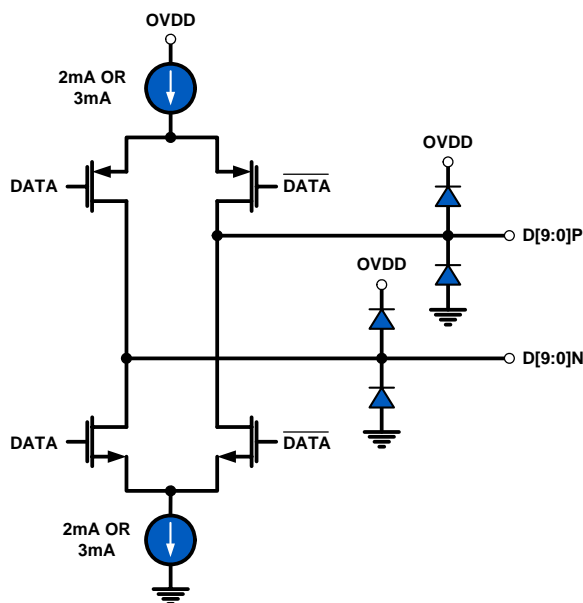 OVDD
2mA OR
3mA
OVDD
DATA
DATA
D[9:0]P
OVDD
D[9:0]N
DATA
DATA
2mA OR
3mA